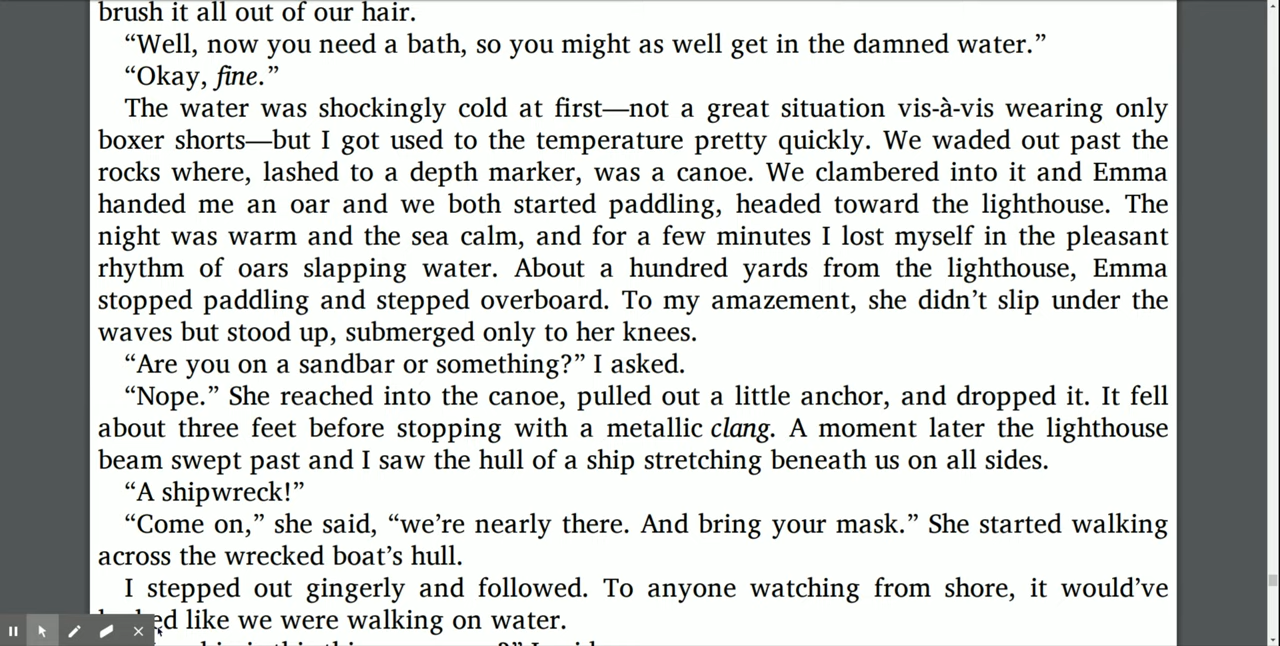 brush it all out of our hair.
“Well, now you need a bath, so you might as well get in the damned water.”
“Okay, fine.”
The water was shockingly cold at first—not a great situation vis-à-vis wearing only
boxer shorts—but I got used to the temperature pretty quickly. We waded out past the
rocks where, lashed to a depth marker, was a canoe. We clambered into it and Emma
handed me an oar and we both started paddling, headed toward the lighthouse. The
night was warm and the sea calm, and for a few minutes I lost myself in the pleasant
rhythm of oars slapping water. About a hundred yards from the lighthouse, Emma
stopped paddling and stepped overboard. To my amazement, she didn’t slip under the
waves but stood up, submerged only to her knees.
“Are you on a sandbar or something?” I asked.
“Nope.” She reached into the canoe, pulled out a little anchor, and dropped it. It fell
about three feet before stopping with a metallic clang. A moment later the lighthouse
beam swept past and I saw the hull of a ship stretching beneath us on all sides.
“A shipwreck!”
“Come on,” she said, “we’re nearly there. And bring your mask.” She started walking
across the wrecked boat’s hull.
I stepped out gingerly and followed. To anyone watching from shore, it would’ve
like we were walking on water.